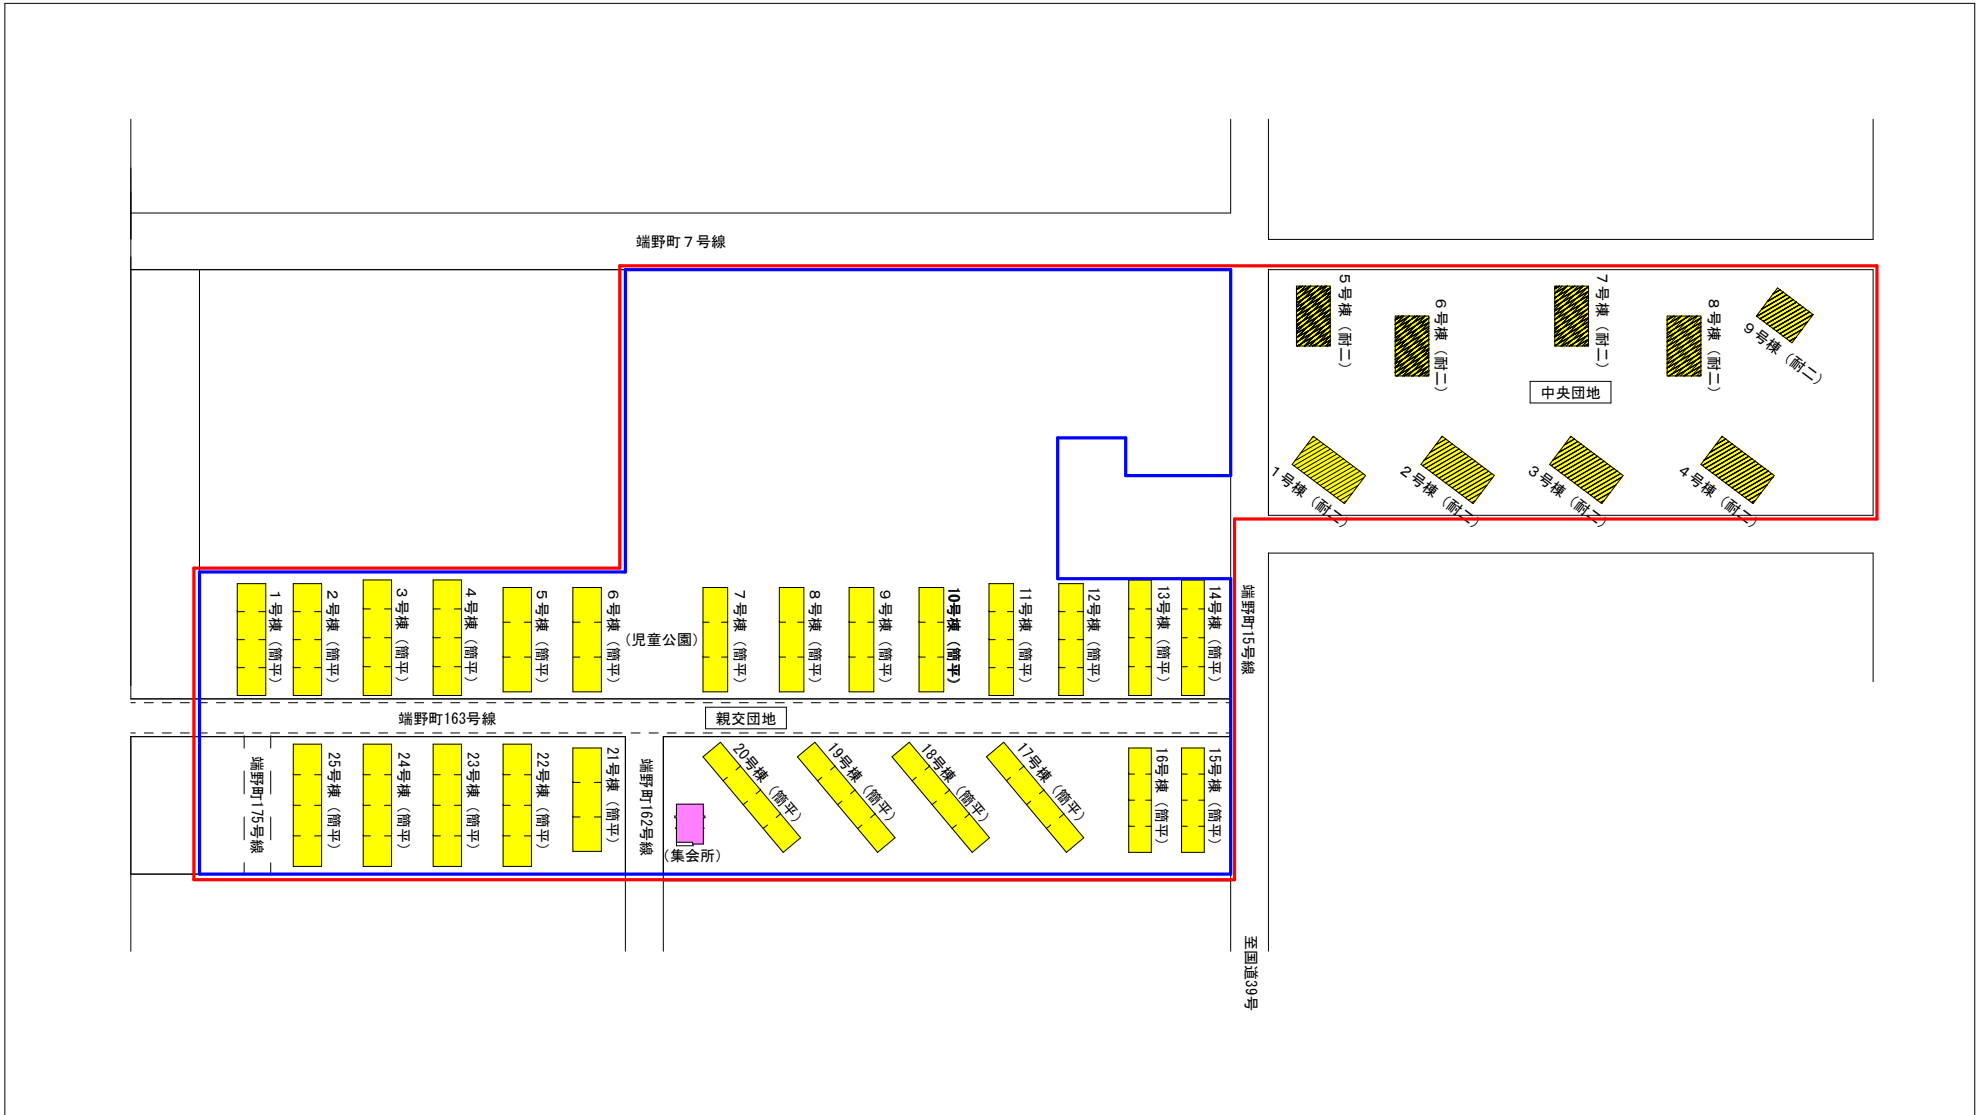 端野町７号線
５号棟（耐二）
６号棟（耐二）
７号棟（耐二）
８号棟（耐二）
９号棟（耐二）
中央団地
１号棟（耐二）
２号棟（耐二）
３号棟（耐二）
４号棟（耐二）
１号棟（簡平）
２号棟（簡平）
３号棟（簡平）
４号棟（簡平）
５号棟（簡平）
６号棟（簡平）
（児童公園）
７号棟（簡平）
８号棟（簡平）
９号棟（簡平）
10号棟（簡平）
11号棟（簡平）
12号棟（簡平）
13号棟（簡平）
14号棟（簡平）
端野町15号線
端野町163号線
親交団地
端野町175号線
25号棟（簡平）
24号棟（簡平）
23号棟（簡平）
22号棟（簡平）
21号棟（簡平）
端野町162号線
（集会所）
20号棟（簡平）
19号棟（簡平）
18号棟（簡平）
17号棟（簡平）
16号棟（簡平）
15号棟（簡平）
至国道39号